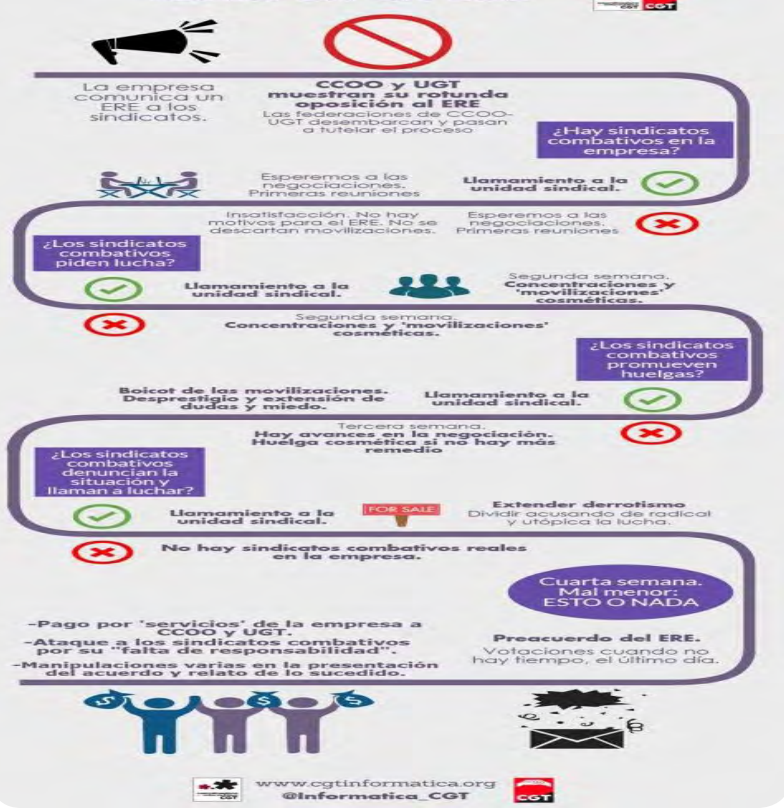 CGT
La empresa
comunica un
ERE a los
sindicatos.
CCOO y UGT
muestran su rotunda
oposición al ERE
Las federaciones de CCOO-
UGT desembarcan y pasan
a tutelar el proceso
¿Hay sindicatos
combativos en la
empresa?
Esperemos a las
negociaciones.
Primeras reuniones
Llamamiento a la
unidad sindical.
Insatisfacción. No hay
motivos para el ERE. No se
descartan movilizaciones.
Esperemos a las
negociaciones.
Primeras reuniones
¿Los sindicatos
combativos
piden lucha?
Llamamiento a la
unidad sindical.
Segunda semana.
Concentraciones y
'movilizaciones'
cosméticas.
Segunda semana.
Concentraciones y 'movilizaciones'
cosméticas.
¿Los sindicatos
combativos
promueven
huelgas?
Boicot de las movilizaciones.
Desprestigio y extensión de
dudas y miedo.
Llamamiento a la
unidad sindical.
Tercera semana.
Hay avances en la negociación.
Huelga cosmética si no hay más
remedio
¿Los sindicatos
combativos
denuncian la
situación y
llaman a luchar?
Llamamiento a la
unidad sindical.
FOR SALE
Extender derrotismo
Dividir acusando de radical
y utópica la lucha.
No hay sindicatos combativos reales
en la empresa.
Cuarta semana.
Mal menor:
ESTO O NADA
-Pago por 'servicios' de la empresa a
CCOO y UGT.
-Ataque a los sindicatos combativos
por su "falta de responsabilidad".
-Manipulaciones varias en la presentación
del acuerdo y relato de lo sucedido.
Preacuerdo del ERE.
Votaciones cuando no
hay tiempo, el último día.
www.cgtinformatica.org
@Informatica_CGT
CGT
CGT